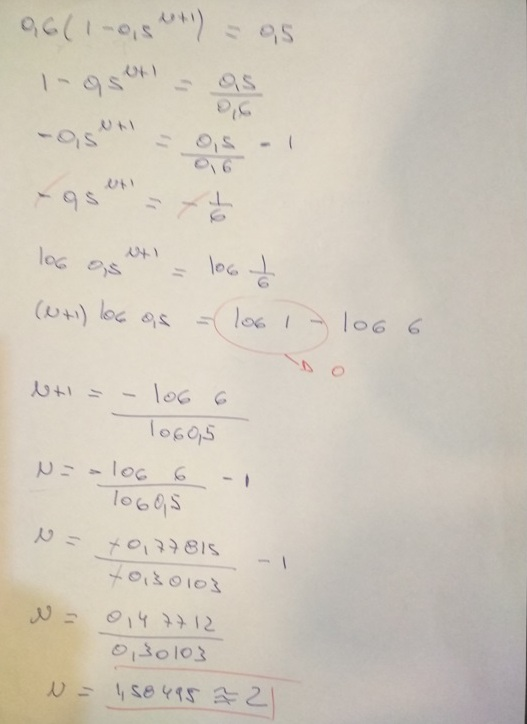 0,6(1-0,5^N+1) = 0,5
1 - 0,5^N+1 = 0,5/0,6
-0,5^N+1 = 0,5/0,6 - 1
- 0,5^N+1 = - 1/6
log 0,5^N+1 = log 1/6
(N+1) log 0,5 = log 1 - log 6
→ 0
N+1 = - log 6 / log 0,5
N = - log 6 / log 0,5 - 1
N = -0,77815 / -0,30103 - 1
N = 0,47712 / 0,30103
N = 1,58495 ≅ 2